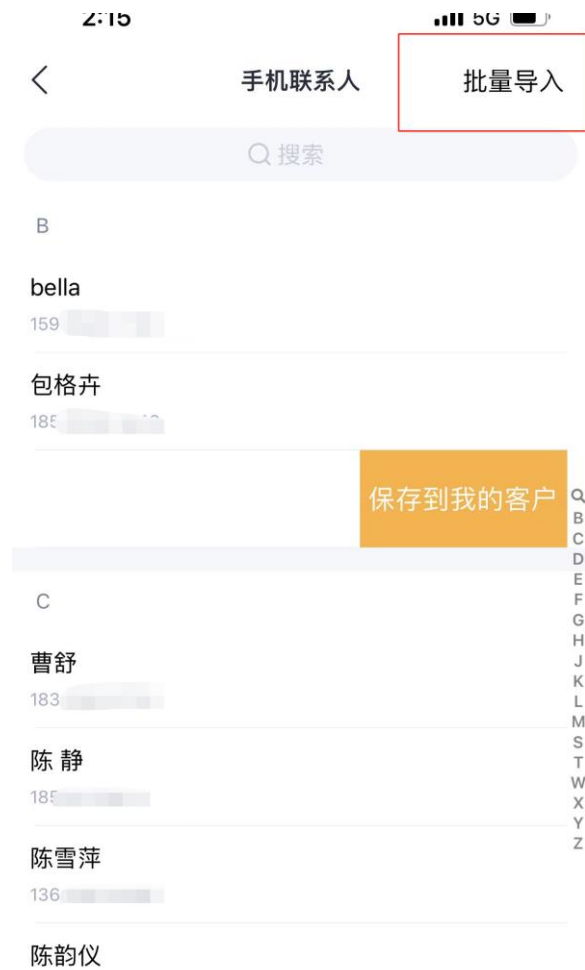 2:15 5G
手机联系人 批量导入
搜索
B
bella
159
包格卉
185
保存到我的客户
C
曹舒
183
陈 静
185
陈雪萍
136
陈韵仪
B
C
D
E
F
G
H
J
K
L
M
S
T
W
X
Y
Z